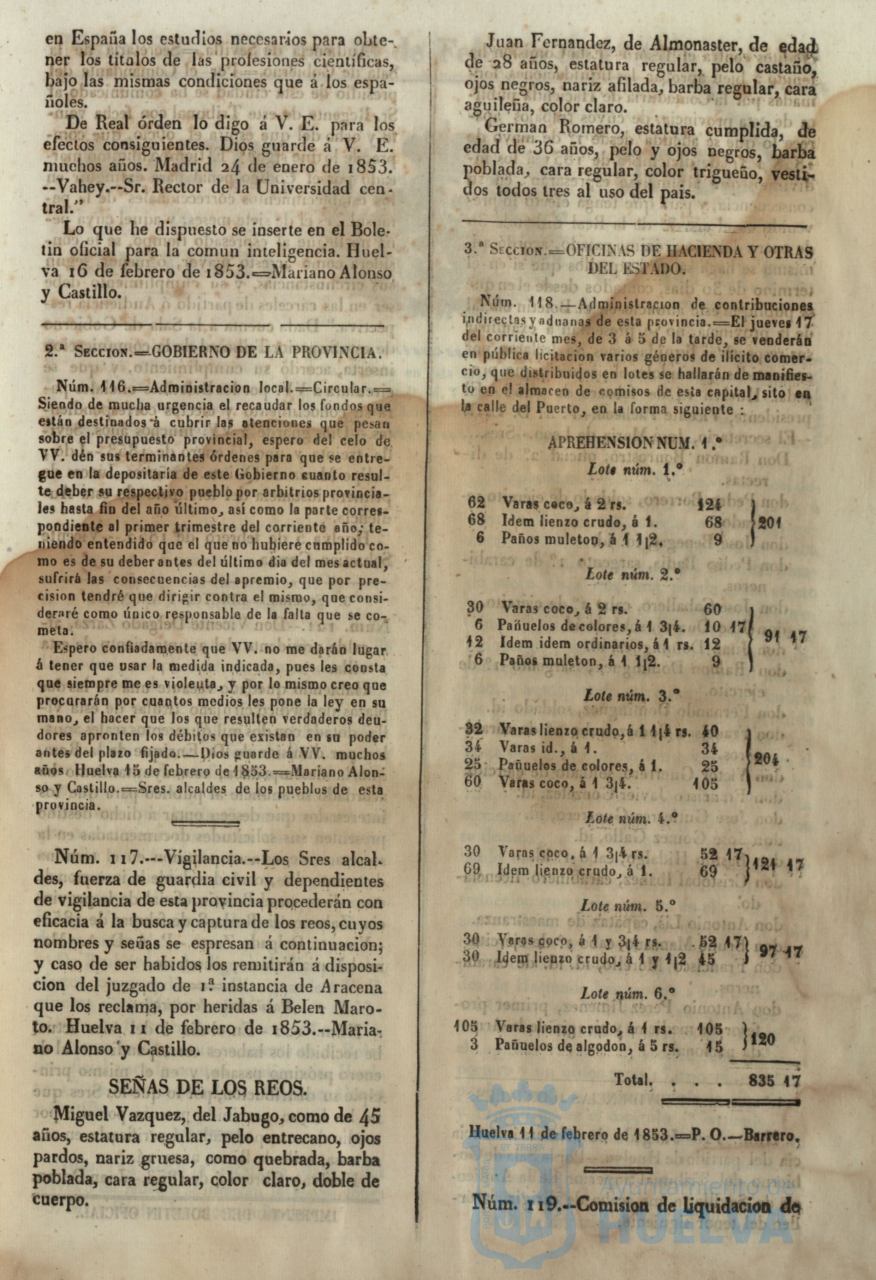 en España los estudios necesarios para obte-
ner los titulos de las profesiones cientificas,
bajo las mismas condiciones que á los espa-
ñoles.
De Real órden lo digo á V. E. para los
efectos consiguientes. Dios guarde á V. E.
muchos años. Madrid 24 de enero de 1853.
--Vahey.--Sr. Rector de la Universidad cen-
tral."
Lo que he dispuesto se inserte en el Bole-
tin oficial para la comun inteligencia. Huel-
va 16 de febrero de 1853.=Mariano Alonso
y Castillo.
2.ª SECCION.=GOBIERNO DE LA PROVINCIA.
Núm. 116.=Administracion local.=Circular.=
Siendo de mucha urgencia el recaudar los fondos que
están destinados á cubrir las atenciones que pesan
sobre el presupuesto provincial, espero del celo de
VV. dén sus terminantes órdenes para que se entre-
gue en la depositaria de este Gobierno cuanto resul-
te deber su respectivo pueblo por arbitrios provincia-
les hasta fin del año último, así como la parte corres-
pondiente al primer trimestre del corriente año; te-
niendo entendido que el que no hubiere cumplido co-
mo es de su deber antes del último dia del mes actual,
sufrirá las consecuencias del apremio, que por pre-
cision tendré que dirigir contra el mismo, que consi-
deraré como único responsable de la falta que se co-
meta.
Espero confiadamente que VV. no me darán lugar
á tener que usar la medida indicada, pues les consta
que siempre me es violenta, y por lo mismo creo que
procurarán por cuantos medios les pone la ley en su
mano, el hacer que los que resulten verdaderos deu-
dores apronten los débitos que existan en su poder
antes del plazo fijado.—Dios guarde á VV. muchos
años. Huelva 15 de febrero de 1853.=Mariano Alon-
so y Castillo.=Sres. alcaldes de los pueblos de esta
provincia.
Núm. 117.---Vigilancia.--Los Sres alcal-
des, fuerza de guardia civil y dependientes
de vigilancia de esta provincia procederán con
eficacia á la busca y captura de los reos, cuyos
nombres y señas se espresan á continuacion;
y caso de ser habidos los remitirán á disposi-
cion del juzgado de 1.ª instancia de Aracena
que los reclama, por heridas á Belen Maro-
to. Huelva 11 de febrero de 1853.--Maria-
no Alonso y Castillo.
SEÑAS DE LOS REOS.
Miguel Vazquez, del Jabugo, como de 45
años, estatura regular, pelo entrecano, ojos
pardos, nariz gruesa, como quebrada, barba
poblada, cara regular, color claro, doble de
cuerpo.
Juan Fernandez, de Almonaster, de edad
de 28 años, estatura regular, pelo castaño,
ojos negros, nariz afilada, barba regular, cara
aguileña, color claro.
German Romero, estatura cumplida, de
edad de 36 años, pelo y ojos negros, barba
poblada, cara regular, color trigueño, vesti-
dos todos tres al uso del pais.
3.ª SECCION.=OFICINAS DE HACIENDA Y OTRAS
DEL ESTADO.
Núm. 118.—Administracion de contribuciones
indirectas y aduanas de esta provincia.=El jueves 17
del corriente mes, de 3 á 5 de la tarde, se venderán
en pública licitacion varios géneros de ilícito comer-
cio, que distribuidos en lotes se hallarán de manifies-
to en el almacen de comisos de esta capital, sito en
la calle del Puerto, en la forma siguiente :
APREHENSION NUM. 1.º
Lote núm. 1.º
62 Varas coco, á 2 rs. 124
68 Idem lienzo crudo, á 1. 68 } 201
6 Paños muleton, á 1 1|2. 9
Lote núm. 2.º
30 Varas coco, á 2 rs. 60
6 Pañuelos de colores, á 1 3|4. 10 17
12 Idem idem ordinarios, á 1 rs. 12 } 91 17
6 Paños muleton, á 1 1|2. 9
Lote núm. 3.º
32 Varas lienzo crudo, á 1 1|4 rs. 40
34 Varas id., á 1. 34
25 Pañuelos de colores, á 1. 25 } 204
60 Varas coco, á 1 3|4. 105
Lote núm. 4.º
30 Varas coco, á 1 3|4 rs. 52 17
69 Idem lienzo crudo, á 1. 69 } 121 17
Lote núm. 5.º
30 Varas coco, á 1 y 3|4 rs. 52 17
30 Idem lienzo crudo, á 1 y 1|2 45 } 97 17
Lote núm. 6.º
105 Varas lienzo crudo, á 1 rs. 105
3 Pañuelos de algodon, á 5 rs. 15 } 120
Total. . . . 835 17
Huelva 11 de febrero de 1853.=P. O.—Barrero.
Núm. 119.--Comision de liquidacion de
Ayuntamiento de
HUELVA